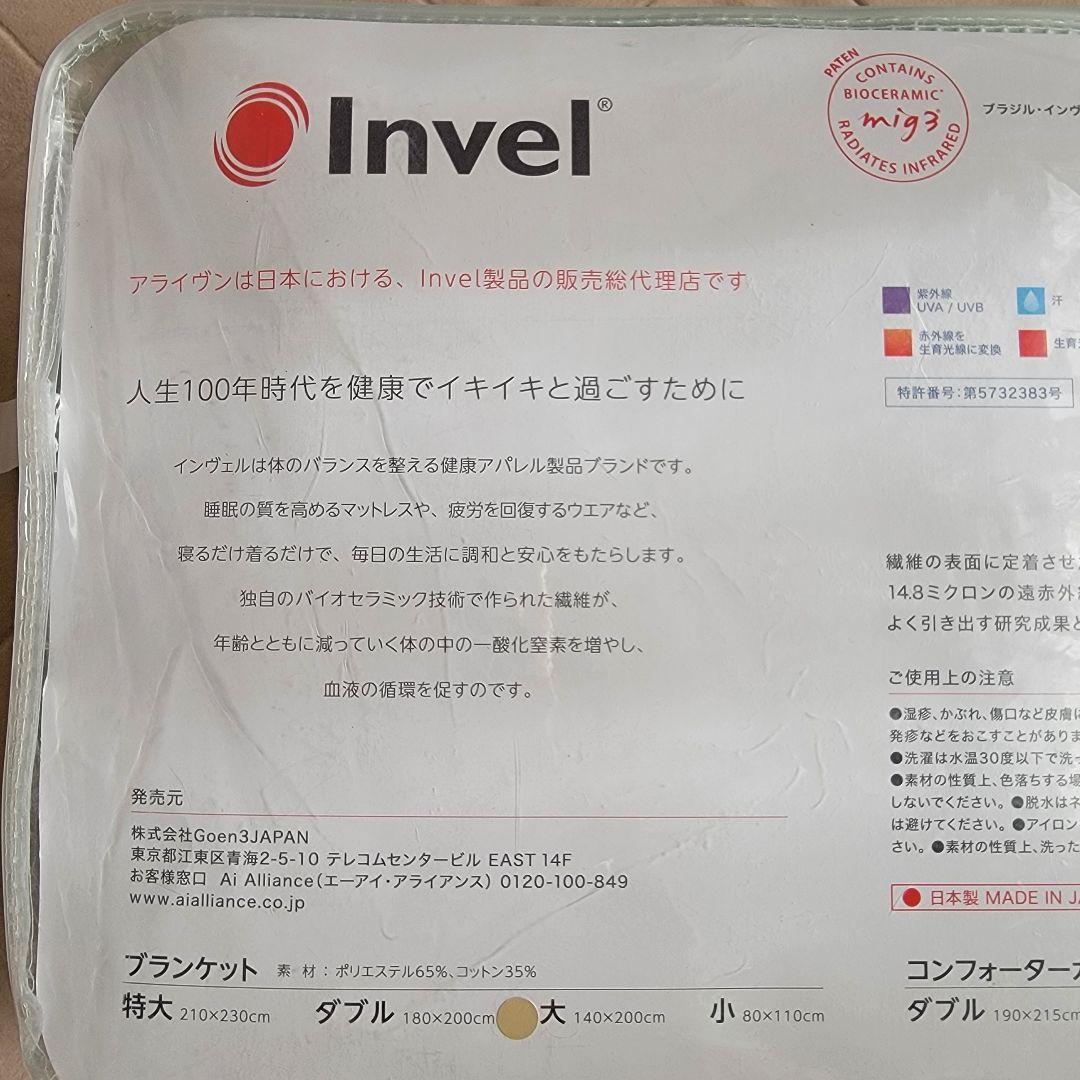 Invel®
PATEN
CONTAINS
BIOCERAMIC
mig3
RADIATES INFRARED
ブラジル・インヴ
アライヴンは日本における、Invel製品の販売総代理店です
紫外線
UVA / UVB
汗
赤外線を
生育光線に変換
生育
特許番号:第5732383号
人生100年時代を健康でイキイキと過ごすために
インヴェルは体のバランスを整える健康アパレル製品ブランドです。
睡眠の質を高めるマットレスや、疲労を回復するウエアなど、
寝るだけ着るだけで、毎日の生活に調和と安心をもたらします。
独自のバイオセラミック技術で作られた繊維が、
年齢とともに減っていく体の中の一酸化窒素を増やし、
血液の循環を促すのです。
繊維の表面に定着させ
14.8ミクロンの遠赤外
よく引き出す研究成果と
ご使用上の注意
●湿疹、かぶれ、傷口など皮膚に
発疹などをおこすことがありま
●洗濯は水温30度以下で洗っ
●素材の性質上、色落ちする場
しないでください。●脱水はネ
は避けてください。●アイロン
さい。●素材の性質上、洗った
●日本製 MADE IN JA
発売元
株式会社Goen3JAPAN
東京都江東区青海2-5-10 テレコムセンタービル EAST 14F
お客様窓口 Ai Alliance(エーアイ・アライアンス) 0120-100-849
www.aialliance.co.jp
ブランケット 素 材 : ポリエステル65%、コットン35%
特大 210×230cm ダブル 180×200cm 大 140×200cm 小 80×110cm
コンフォーター
ダブル 190×215cm